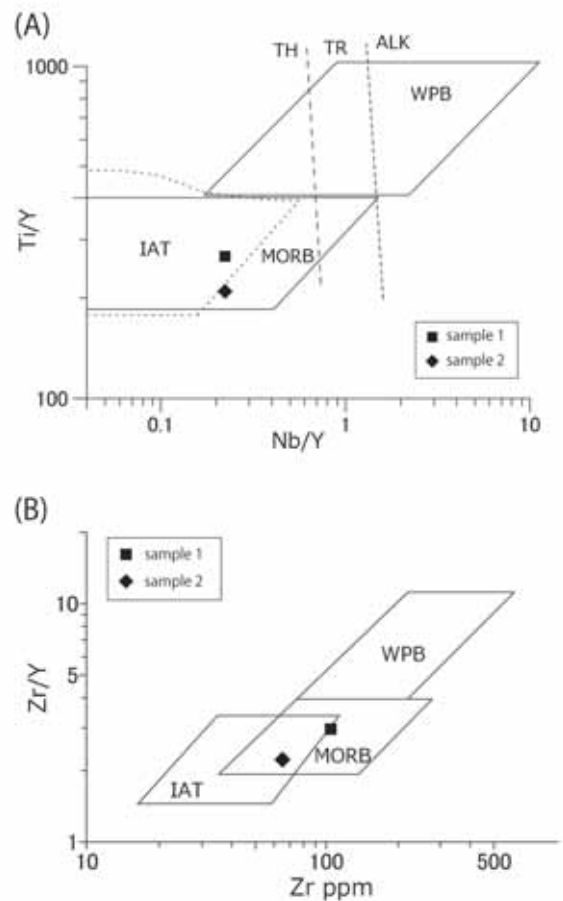 (A)
TH TR ALK
1000
WPB
Ti/Y
IAT
MORB
sample 1
sample 2
100
0.1 1 10
Nb/Y
(B)
sample 1
sample 2
10
WPB
Zr/Y
5
MORB
IAT
1
10 100 500
Zr ppm